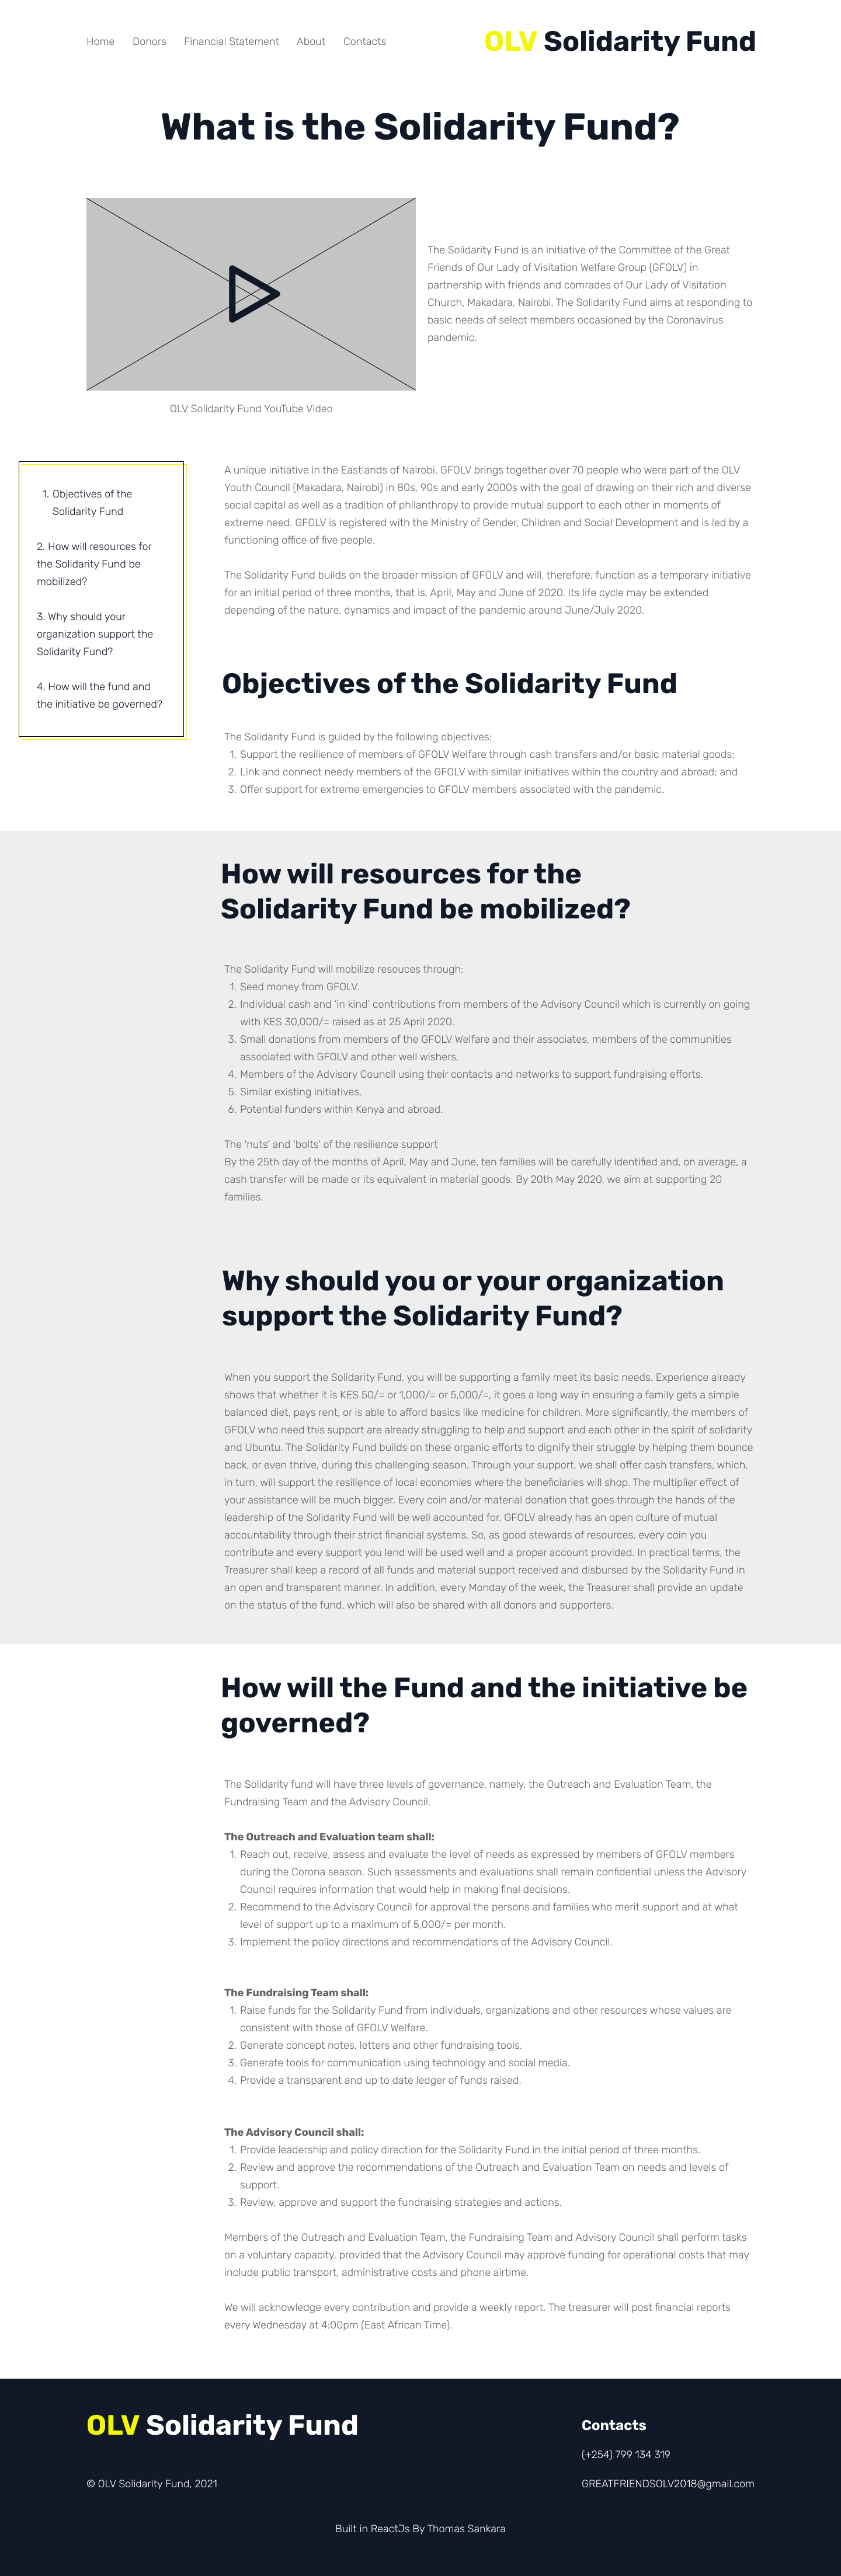 Home Donors Financial Statement About Contacts
OLV Solidarity Fund
What is the Solidarity Fund?
The Solidarity Fund is an initiative of the Committee of the Great
Friends of Our Lady of Visitation Welfare Group (GFOLV) in
partnership with friends and comrades of Our Lady of Visitation
Church, Makadara, Nairobi. The Solidarity Fund aims at responding to
basic needs of select members occasioned by the Coronavirus
pandemic.
OLV Solidarity Fund YouTube Video
1. Objectives of the
Solidarity Fund
2. How will resources for
the Solidarity Fund be
mobilized?
3. Why should your
organization support the
Solidarity Fund?
4. How will the fund and
the initiative be governed?
A unique initiative in the Eastlands of Nairobi, GFOLV brings together over 70 people who were part of the OLV
Youth Council (Makadara, Nairobi) in 80s, 90s and early 2000s with the goal of drawing on their rich and diverse
social capital as well as a tradition of philanthropy to provide mutual support to each other in moments of
extreme need. GFOLV is registered with the Ministry of Gender, Children and Social Development and is led by a
functioning office of five people.
The Solidarity Fund builds on the broader mission of GFOLV and will, therefore, function as a temporary initiative
for an initial period of three months, that is, April, May and June of 2020. Its life cycle may be extended
depending of the nature, dynamics and impact of the pandemic around June/July 2020.
Objectives of the Solidarity Fund
The Solidarity Fund is guided by the following objectives:
1. Support the resilience of members of GFOLV Welfare through cash transfers and/or basic material goods;
2. Link and connect needy members of the GFOLV with similar initiatives within the country and abroad; and
3. Offer support for extreme emergencies to GFOLV members associated with the pandemic.
How will resources for the
Solidarity Fund be mobilized?
The Solidarity Fund will mobilize resouces through:
1. Seed money from GFOLV.
2. Individual cash and ‘in kind’ contributions from members of the Advisory Council which is currently on going
with KES 30,000/= raised as at 25 April 2020.
3. Small donations from members of the GFOLV Welfare and their associates, members of the communities
associated with GFOLV and other well wishers.
4. Members of the Advisory Council using their contacts and networks to support fundraising efforts.
5. Similar existing initiatives.
6. Potential funders within Kenya and abroad.
The 'nuts' and 'bolts' of the resilience support
By the 25th day of the months of April, May and June, ten families will be carefully identified and, on average, a
cash transfer will be made or its equivalent in material goods. By 20th May 2020, we aim at supporting 20
families.
Why should you or your organization
support the Solidarity Fund?
When you support the Solidarity Fund, you will be supporting a family meet its basic needs. Experience already
shows that whether it is KES 50/= or 1,000/= or 5,000/=, it goes a long way in ensuring a family gets a simple
balanced diet, pays rent, or is able to afford basics like medicine for children. More significantly, the members of
GFOLV who need this support are already struggling to help and support and each other in the spirit of solidarity
and Ubuntu. The Solidarity Fund builds on these organic efforts to dignify their struggle by helping them bounce
back, or even thrive, during this challenging season. Through your support, we shall offer cash transfers, which,
in turn, will support the resilience of local economies where the beneficiaries will shop. The multiplier effect of
your assistance will be much bigger. Every coin and/or material donation that goes through the hands of the
leadership of the Solidarity Fund will be well accounted for. GFOLV already has an open culture of mutual
accountability through their strict financial systems. So, as good stewards of resources, every coin you
contribute and every support you lend will be used well and a proper account provided. In practical terms, the
Treasurer shall keep a record of all funds and material support received and disbursed by the Solidarity Fund in
an open and transparent manner. In addition, every Monday of the week, the Treasurer shall provide an update
on the status of the fund, which will also be shared with all donors and supporters.
How will the Fund and the initiative be
governed?
The Solidarity fund will have three levels of governance, namely, the Outreach and Evaluation Team, the
Fundraising Team and the Advisory Council.
The Outreach and Evaluation team shall:
1. Reach out, receive, assess and evaluate the level of needs as expressed by members of GFOLV members
during the Corona season. Such assessments and evaluations shall remain confidential unless the Advisory
Council requires information that would help in making final decisions.
2. Recommend to the Advisory Council for approval the persons and families who merit support and at what
level of support up to a maximum of 5,000/= per month.
3. Implement the policy directions and recommendations of the Advisory Council.
The Fundraising Team shall:
1. Raise funds for the Solidarity Fund from individuals, organizations and other resources whose values are
consistent with those of GFOLV Welfare.
2. Generate concept notes, letters and other fundraising tools.
3. Generate tools for communication using technology and social media.
4. Provide a transparent and up to date ledger of funds raised.
The Advisory Council shall:
1. Provide leadership and policy direction for the Solidarity Fund in the initial period of three months.
2. Review and approve the recommendations of the Outreach and Evaluation Team on needs and levels of
support.
3. Review, approve and support the fundraising strategies and actions.
Members of the Outreach and Evaluation Team, the Fundraising Team and Advisory Council shall perform tasks
on a voluntary capacity, provided that the Advisory Council may approve funding for operational costs that may
include public transport, administrative costs and phone airtime.
We will acknowledge every contribution and provide a weekly report. The treasurer will post financial reports
every Wednesday at 4:00pm (East African Time).
OLV Solidarity Fund
© OLV Solidarity Fund, 2021
Contacts
(+254) 799 134 319
GREATFRIENDSOLV2018@gmail.com
Built in ReactJs By Thomas Sankara